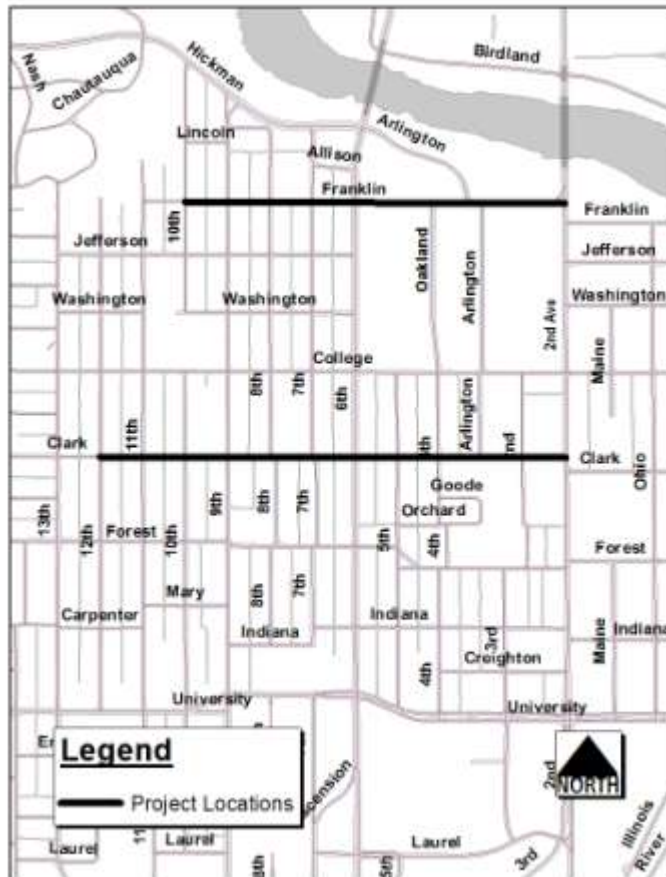 Birdland
Hickman
Nash
Chautauqua
Lincoln
Arlington
Allison
Franklin
Franklin
10th
Jefferson
Oakland
Arlington
Jefferson
Washington
Washington
Washington
2nd Ave
College
Maine
8th
7th
6th
11th
Arlington
Clark
Clark
Ohio
Goode
9th
8th
7th
Orchard
13th
12th
Forest
10th
5th
4th
Forest
Mary
8th
7th
Carpenter
Indiana
Indiana
3rd
Maine
Indiana
Creighton
4th
University
University
Legend
Project Locations
NORTH
2nd
Laurel
Laurel
Laurel
3rd
Illinois
River
6th
5th